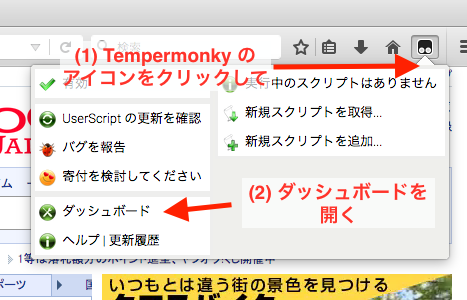 検索
(1) Tempermonky の
アイコンをクリックして
有効
実行中のスクリプトはありません
UserScript の更新を確認
新規スクリプトを取得...
バグを報告
新規スクリプトを追加...
寄付を検討してください
(2) ダッシュボードを
開く
ダッシュボード
ヘルプ | 更新履歴
ポーツ
いつもとは違う街の景色を見つける